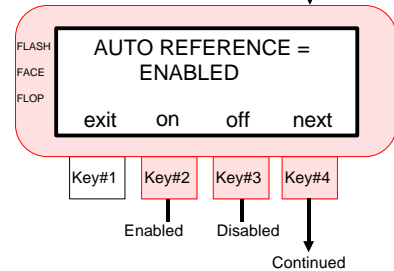 FLASH
FACE
FLOP
AUTO REFERENCE =
ENABLED
exit on off next
Key#1 Key#2 Key#3 Key#4
Enabled Disabled
Continued